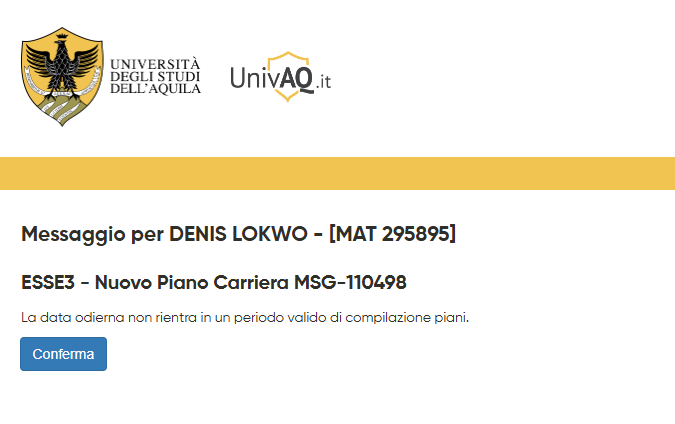 UNIVERSITÀ
DEGLI STUDI
DELL'AQUILA
UnivAQ.it
Messaggio per DENIS LOKWO - [MAT 295895]
ESSE3 - Nuovo Piano Carriera MSG-110498
La data odierna non rientra in un periodo valido di compilazione piani.
Conferma